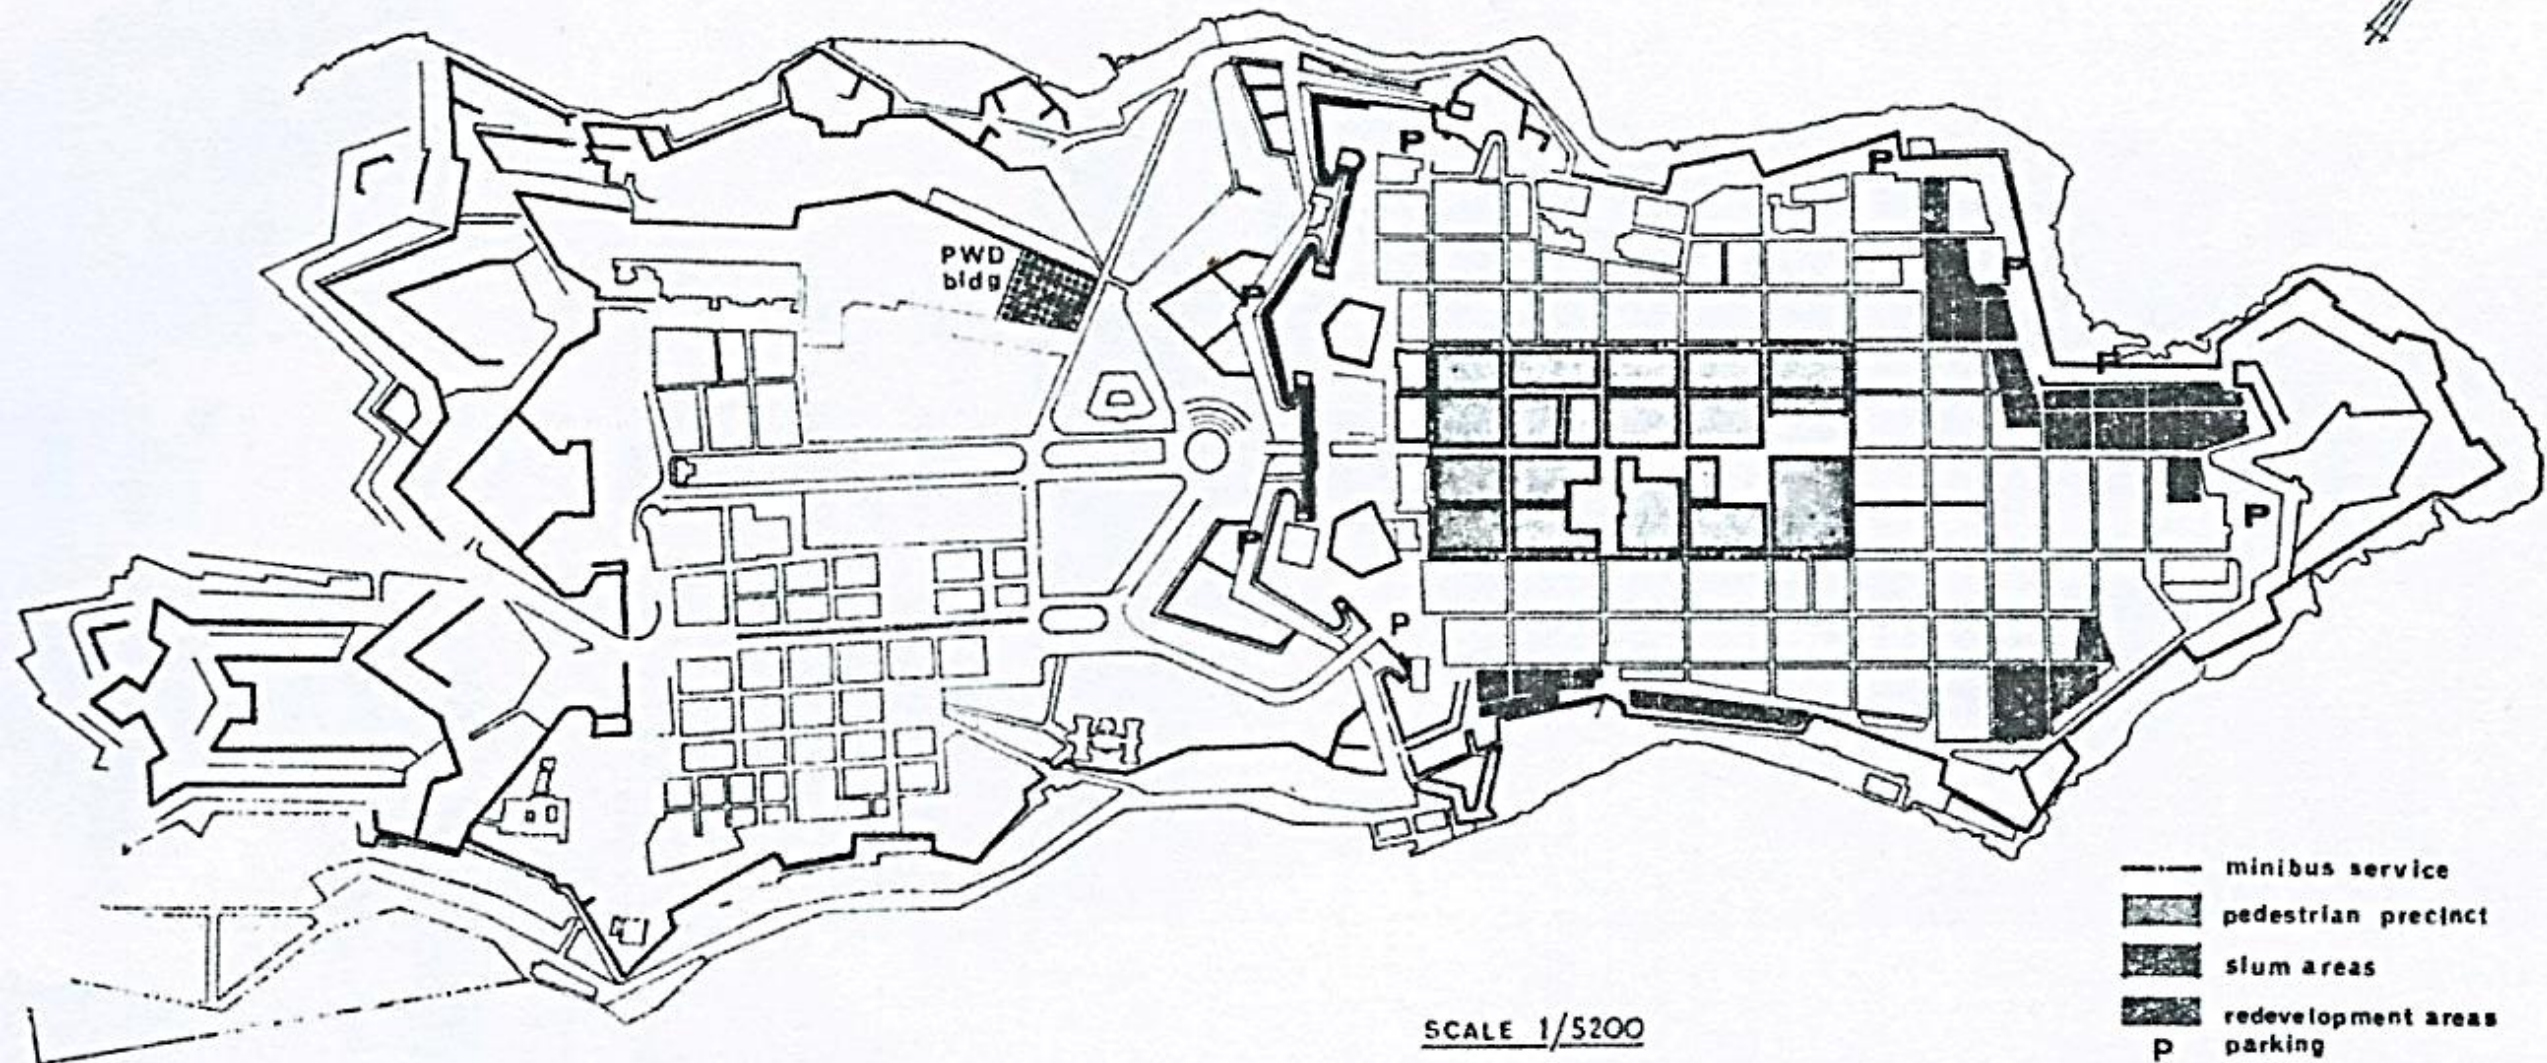 P
P
PWD
bldg
P
P
P
P
P
P
minibus service
pedestrian precinct
slum areas
redevelopment areas
P parking
SCALE 1/5200